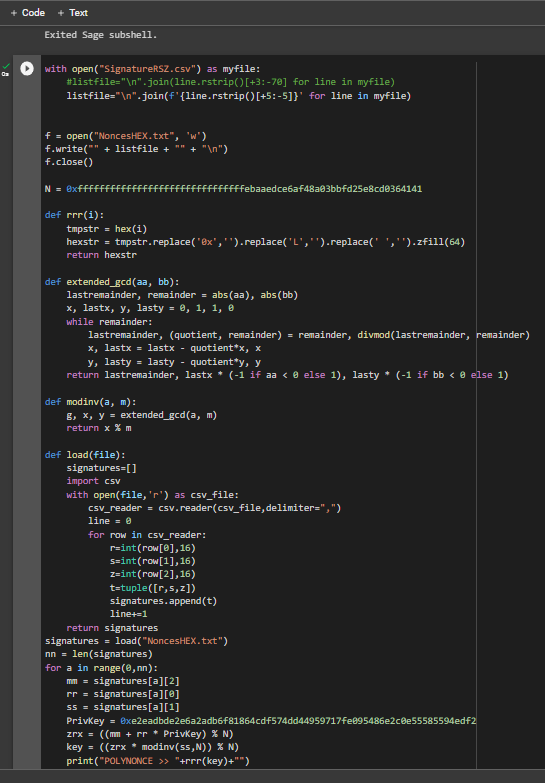 + Code + Text
Exited Sage subshell.
0s
with open("SignatureRSZ.csv") as myfile:
    #listfile="\n".join(line.rstrip()[+3:-70] for line in myfile)
    listfile="\n".join(f'{line.rstrip()[+5:-5]}' for line in myfile)
f = open("NoncesHEX.txt", 'w')
f.write("" + listfile + "" + "\n")
f.close()
N = 0xfffffffffffffffffffffffffffffffebaaedce6af48a03bbfd25e8cd0364141
def rrr(i):
    tmpstr = hex(i)
    hexstr = tmpstr.replace('0x','').replace('L','').replace(' ','').zfill(64)
    return hexstr
def extended_gcd(aa, bb):
    lastremainder, remainder = abs(aa), abs(bb)
    x, lastx, y, lasty = 0, 1, 1, 0
    while remainder:
        lastremainder, (quotient, remainder) = remainder, divmod(lastremainder, remainder)
        x, lastx = lastx - quotient*x, x
        y, lasty = lasty - quotient*y, y
    return lastremainder, lastx * (-1 if aa < 0 else 1), lasty * (-1 if bb < 0 else 1)
def modinv(a, m):
    g, x, y = extended_gcd(a, m)
    return x % m
def load(file):
    signatures=[]
    import csv
    with open(file,'r') as csv_file:
        csv_reader = csv.reader(csv_file,delimiter=",")
        line = 0
        for row in csv_reader:
            r=int(row[0],16)
            s=int(row[1],16)
            z=int(row[2],16)
            t=tuple([r,s,z])
            signatures.append(t)
            line+=1
    return signatures
signatures = load("NoncesHEX.txt")
nn = len(signatures)
for a in range(0,nn):
    mm = signatures[a][2]
    rr = signatures[a][0]
    ss = signatures[a][1]
    PrivKey = 0xe2eadbde2e6a2adb6f81864cdf574dd44959717fe095486e2c0e55585594edf2
    zrx = ((mm + rr * PrivKey) % N)
    key = ((zrx * modinv(ss,N)) % N)
    print("POLYNONCE >> "+rrr(key)+"")